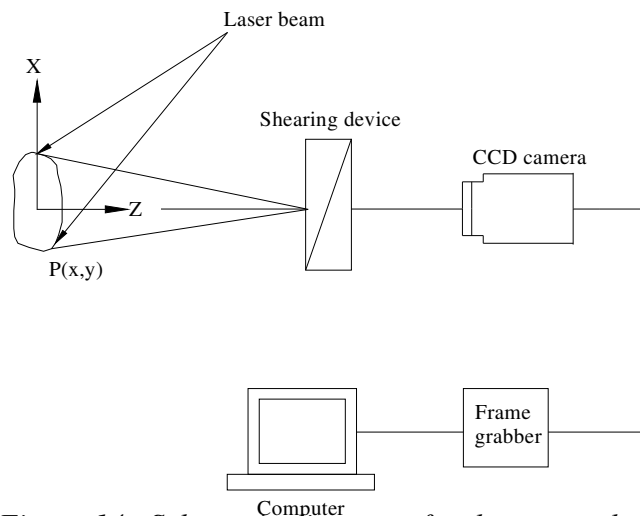 Laser beam
X
Shearing device
CCD camera
Z
P(x,y)
Frame
grabber
Computer